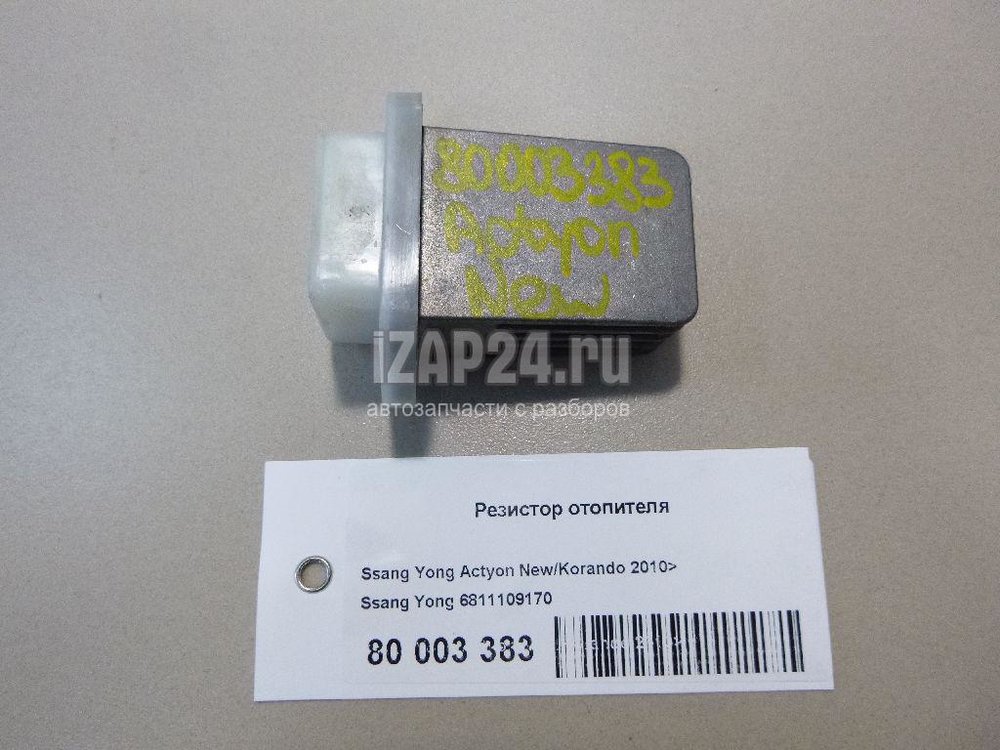 80003383
Actyon
New
iZAP24.ru
автозапчасти с разборов
Резистор отопителя
Ssang Yong Actyon New/Korando 2010>
Ssang Yong 6811109170
80 003 383